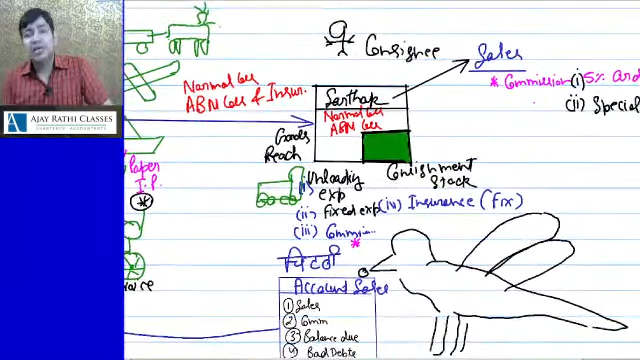 Consignee
Sales
* Commission (i) 5% ord
(ii) Special
Normal loss
ABN loss & Insur.
Sarthak
Normal loss
ABN loss
Goods
Reach
Consignment
Stock
AJAY RATHI CLASSES
CHARTERED ACCOUNTANTS
Paper
I.P.
(i) Unloading
exp
(ii) Fixed exp (iv) Insurance (Fix)
(iii) Commi
*
चिट्ठी
Account Sales
1 Sales
2 Comm
3 Balance due
4 Bad Debts